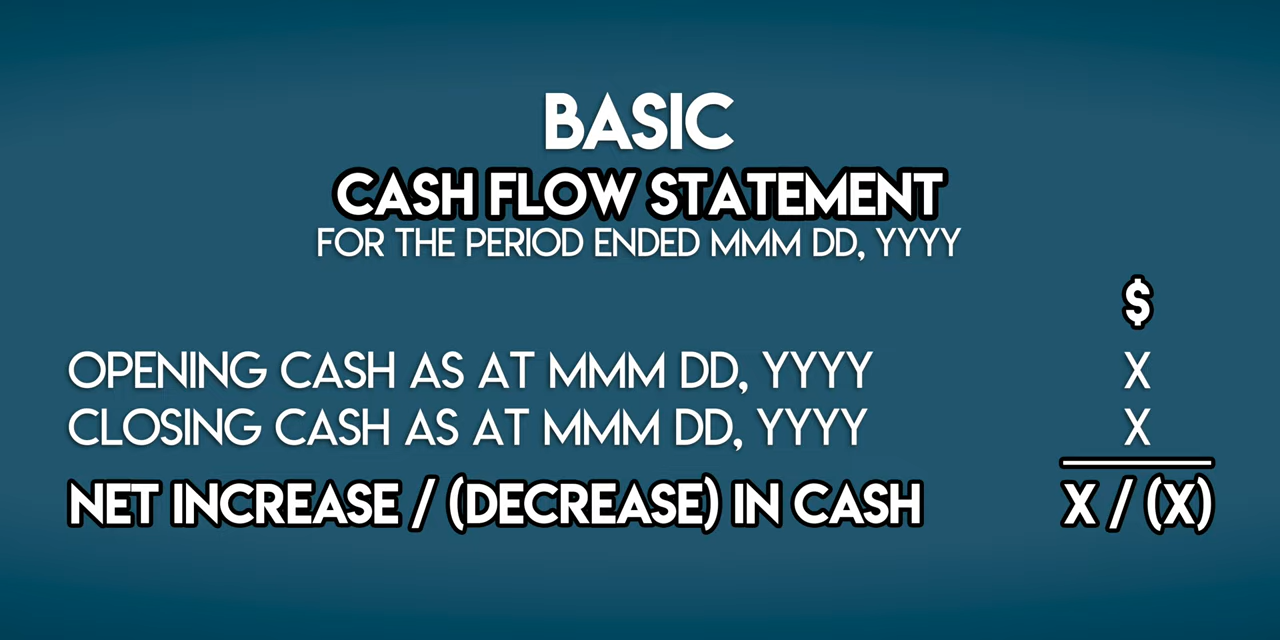 BASIC
CASH FLOW STATEMENT
FOR THE PERIOD ENDED MMM DD, YYYY
$
OPENING CASH AS AT MMM DD, YYYY X
CLOSING CASH AS AT MMM DD, YYYY X
NET INCREASE / (DECREASE) IN CASH X / (X)